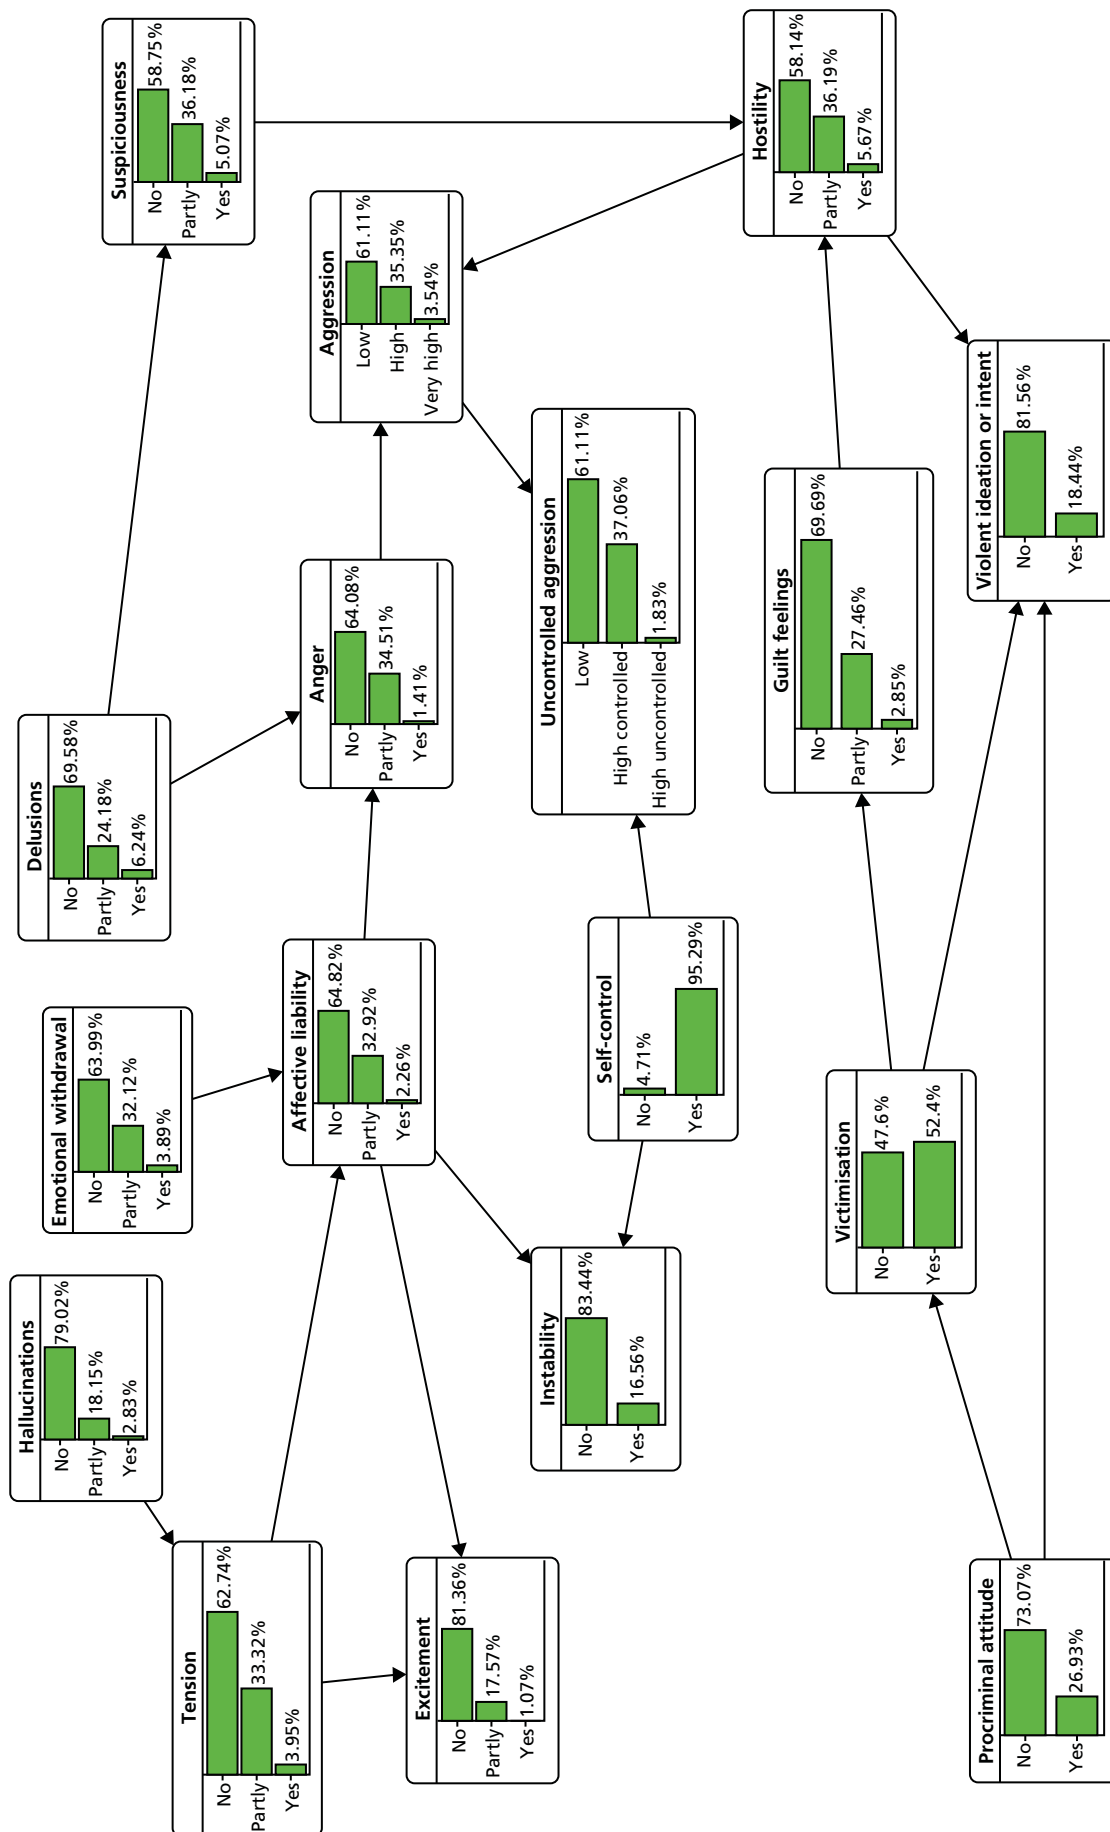 Hallucinations
No 79.02%
Partly 18.15%
Yes 2.83%
Emotional withdrawal
No 63.99%
Partly 32.12%
Yes 3.89%
Delusions
No 69.58%
Partly 24.18%
Yes 6.24%
Suspiciousness
No 58.75%
Partly 36.18%
Yes 5.07%
Tension
No 62.74%
Partly 33.32%
Yes 3.95%
Affective liability
No 64.82%
Partly 32.92%
Yes 2.26%
Anger
No 64.08%
Partly 34.51%
Yes 1.41%
Aggression
Low 61.11%
High 35.35%
Very high 3.54%
Excitement
No 81.36%
Partly 17.57%
Yes 1.07%
Instability
No 83.44%
Yes 16.56%
Self-control
No 4.71%
Yes 95.29%
Uncontrolled aggression
Low 61.11%
High controlled 37.06%
High uncontrolled 1.83%
Hostility
No 58.14%
Partly 36.19%
Yes 5.67%
Guilt feelings
No 69.69%
Partly 27.46%
Yes 2.85%
Victimisation
No 47.6%
Yes 52.4%
Procriminal attitude
No 73.07%
Yes 26.93%
Violent ideation or intent
No 81.56%
Yes 18.44%